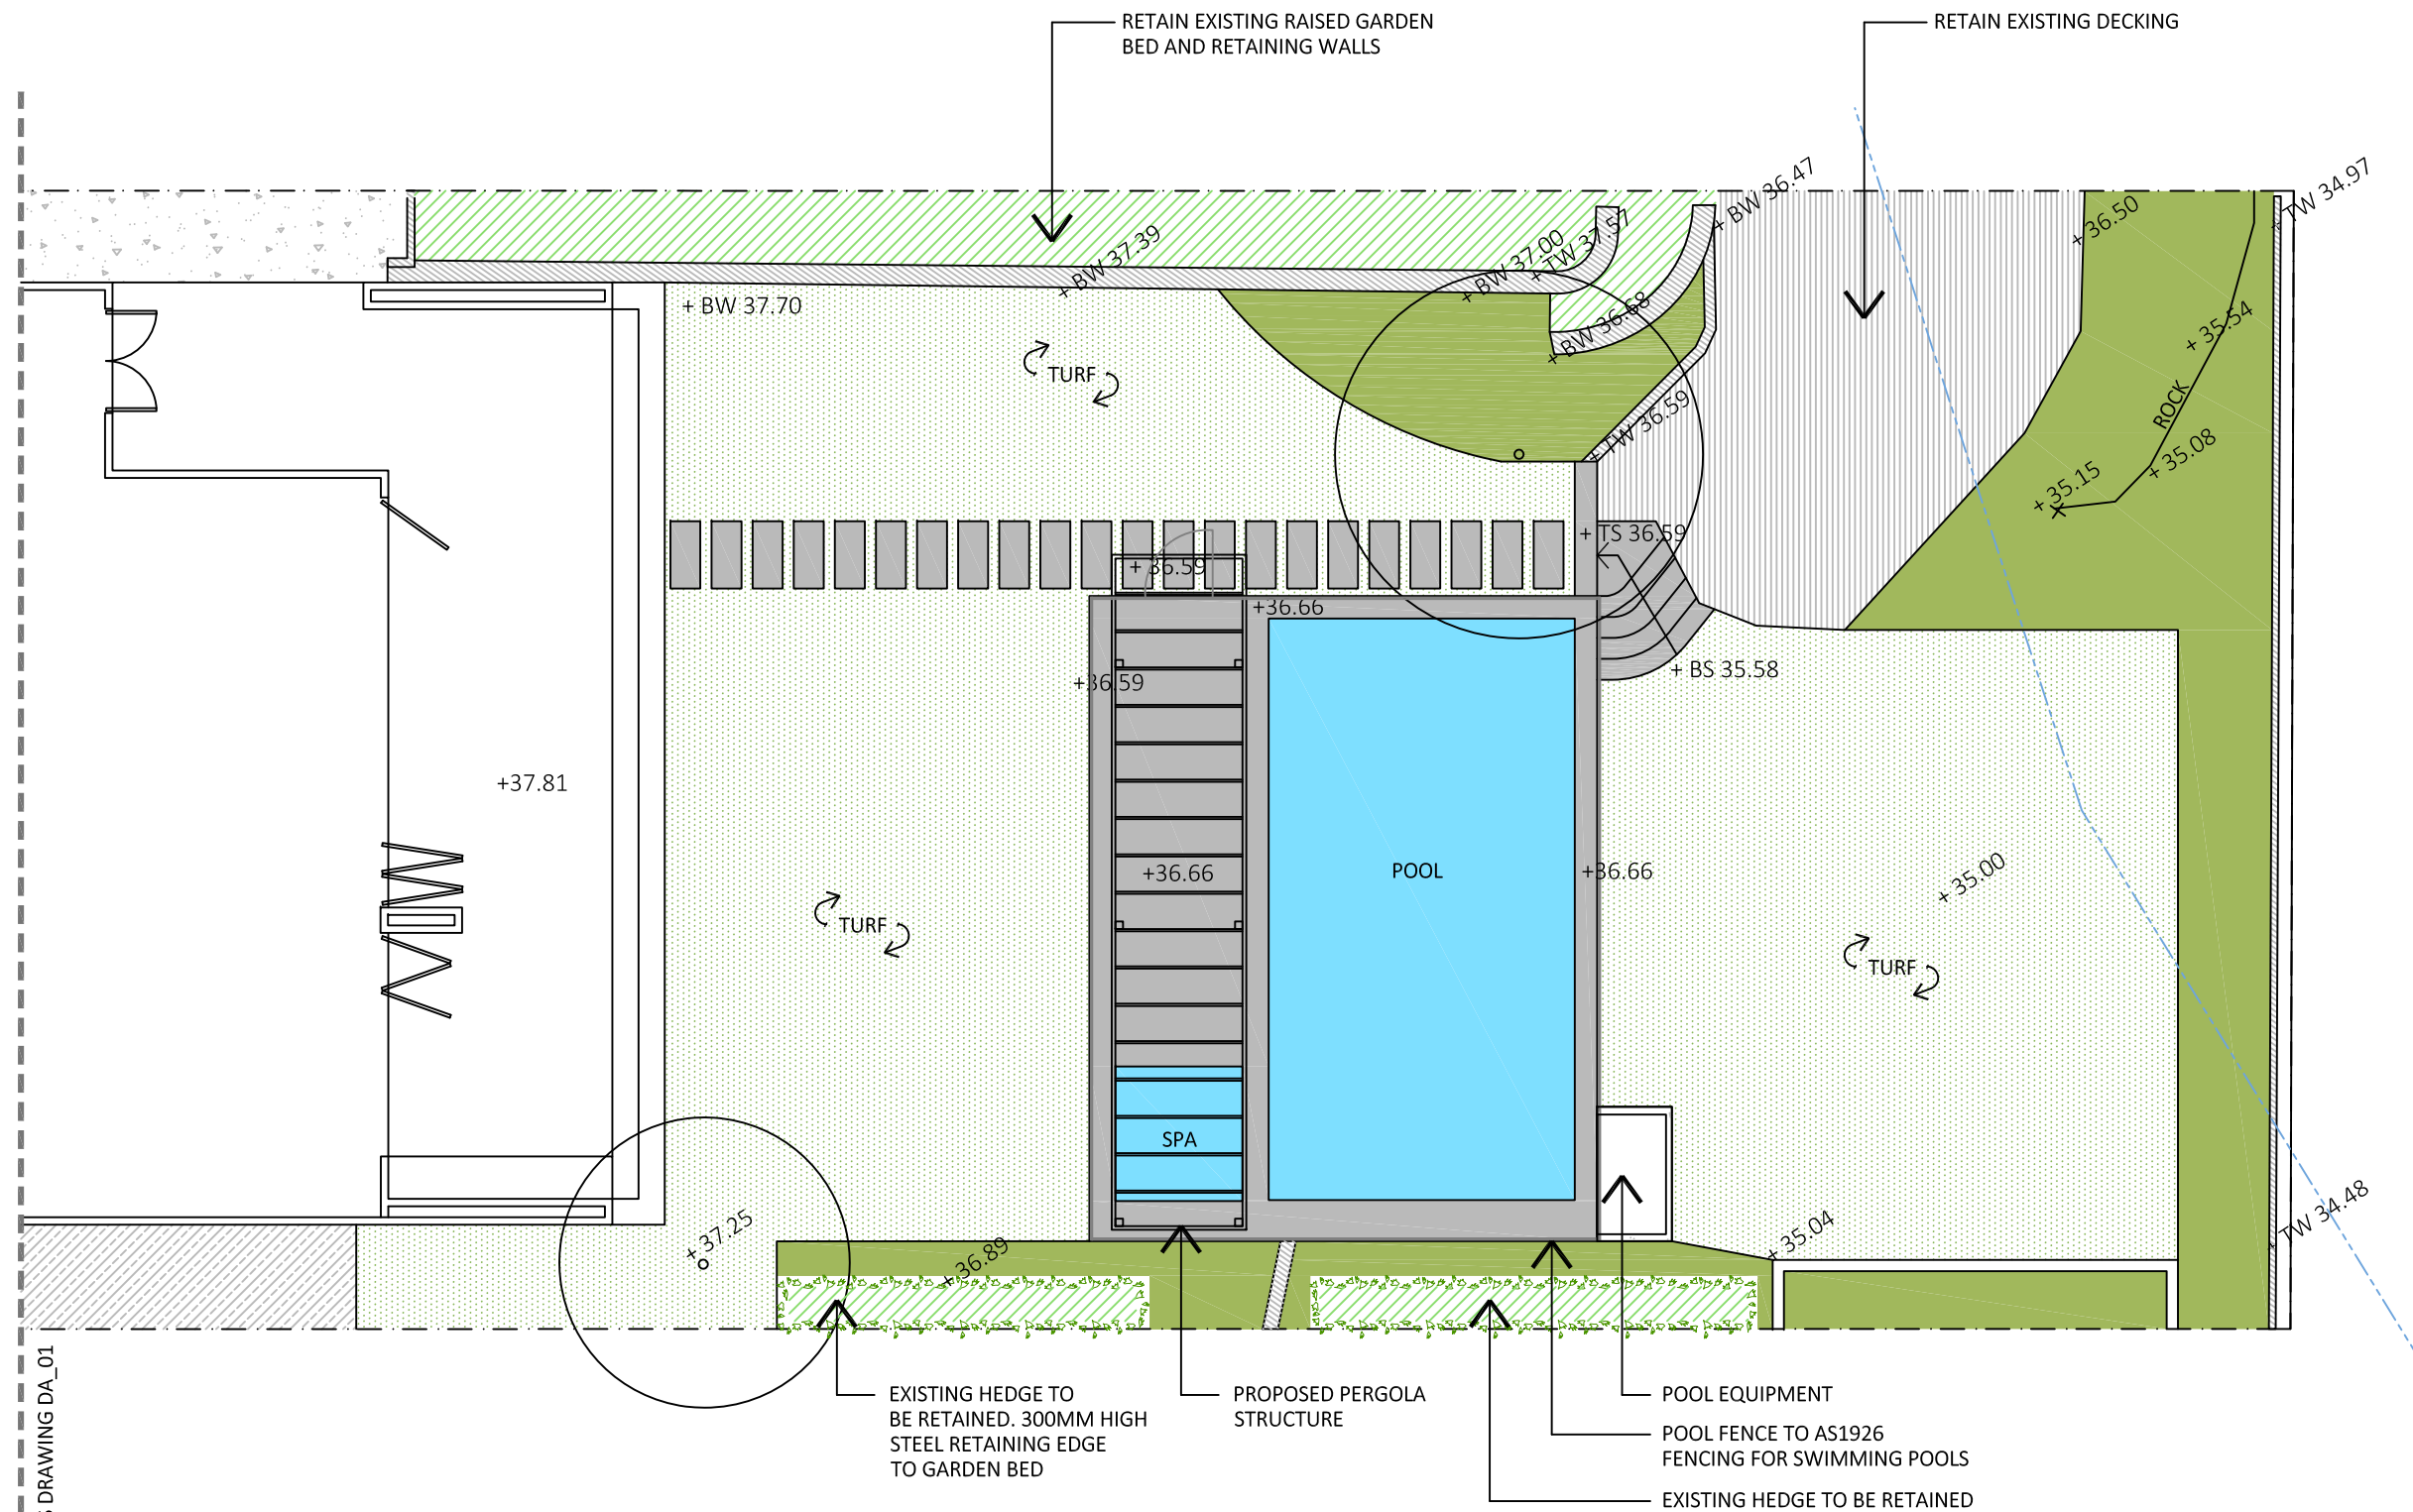 RETAIN EXISTING RAISED GARDEN
BED AND RETAINING WALLS
RETAIN EXISTING DECKING
+ BW 36.47
+ TW 34.97
+ 36.50
+ BW 37.39
+ BW 37.00
+ TW 37.57
+ BW 37.70
+ BW 36.68
+ 35.54
TURF
ROCK
+ TW 36.59
+ 35.08
+ 35.15
+ TS 36.59
+ 36.59
+36.66
+ BS 35.58
+36.59
+37.81
+36.66
POOL
+36.66
+ 35.00
TURF
TURF
SPA
+ 37.25
+ 36.89
+ 35.04
+ TW 34.48
EXISTING HEDGE TO
BE RETAINED. 300MM HIGH
STEEL RETAINING EDGE
TO GARDEN BED
PROPOSED PERGOLA
STRUCTURE
POOL EQUIPMENT
POOL FENCE TO AS1926
FENCING FOR SWIMMING POOLS
EXISTING HEDGE TO BE RETAINED
DRAWING DA_01